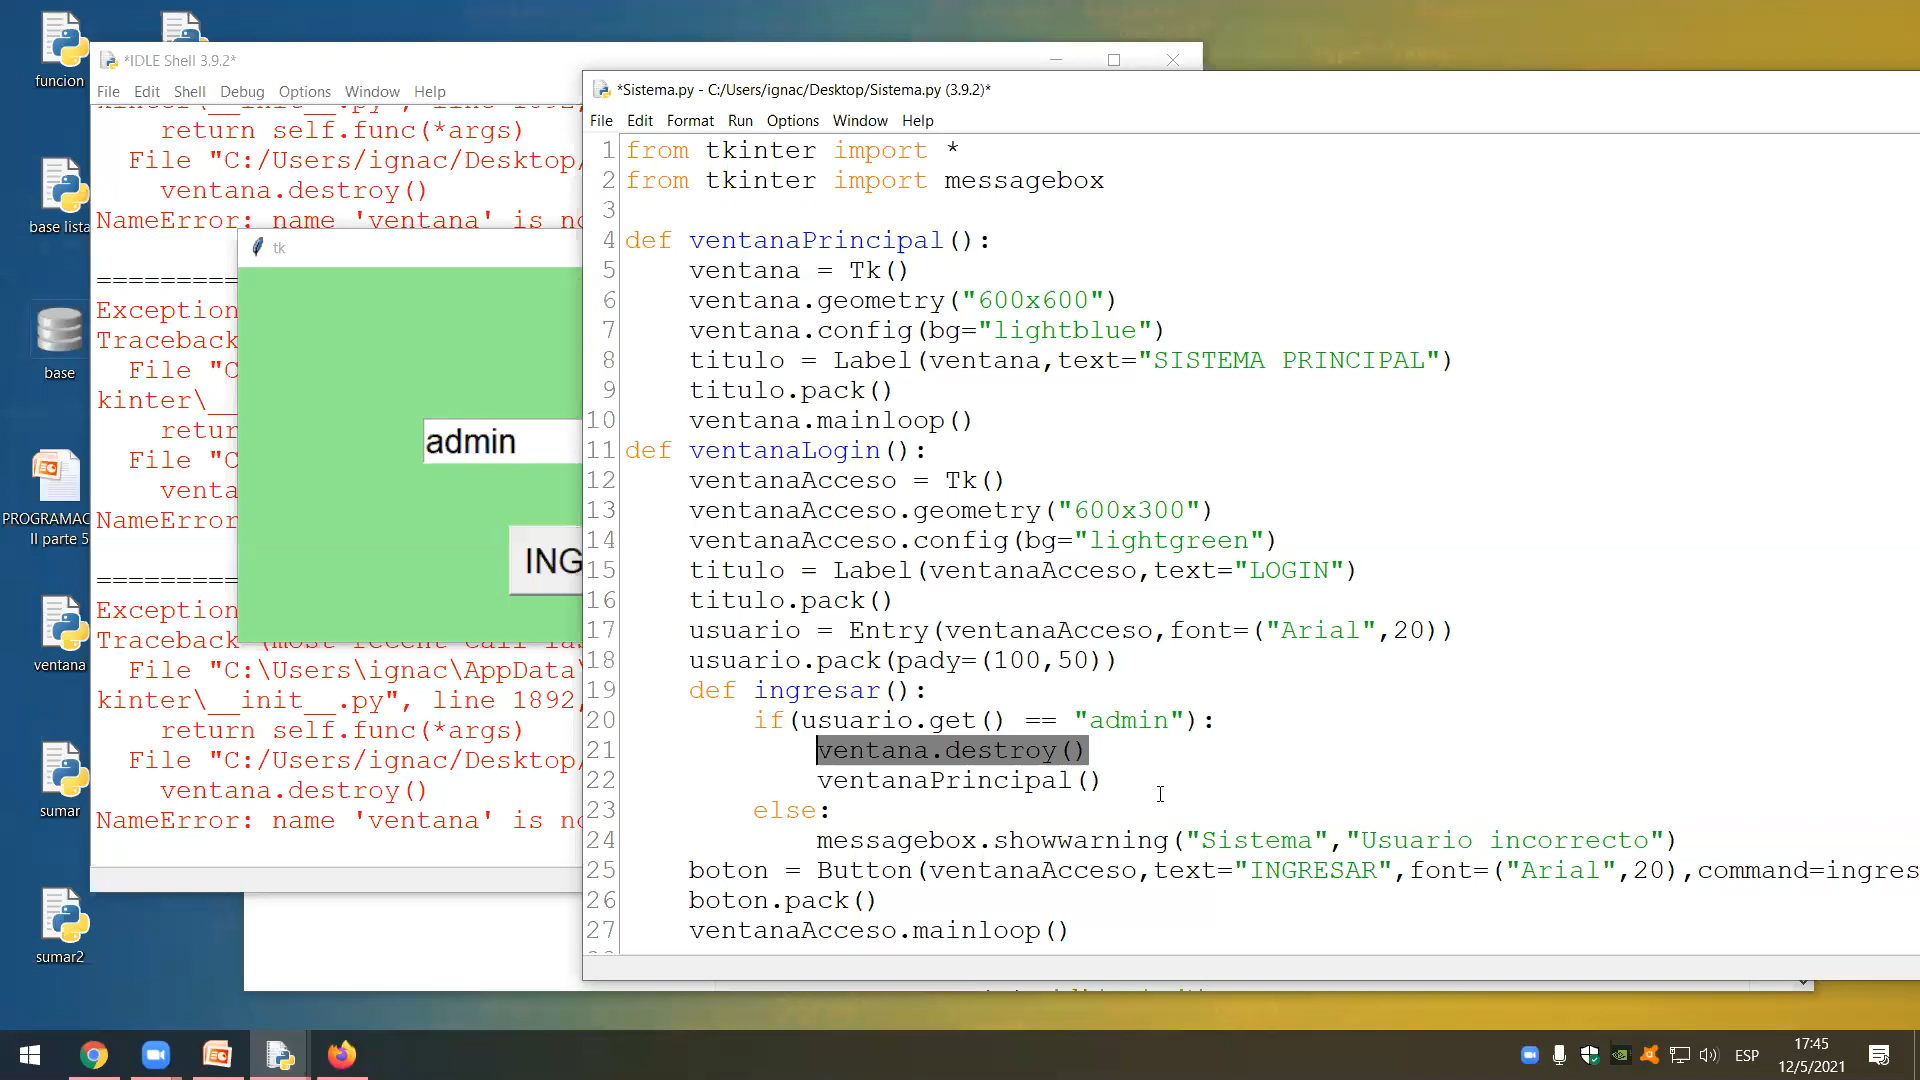 funcion
base lista
base
PROGRAMAC
II parte 5
ventana
sumar
sumar2
*IDLE Shell 3.9.2*
File Edit Shell Debug Options Window Help
return self.func(*args)
File "C:/Users/ignac/Desktop/
ventana.destroy()
NameError: name 'ventana' is no
==========
Exception
Traceback
File "C
kinter\__
retur
File "C
venta
NameError
==========
Exception
Traceback (most recent call las
File "C:\Users\ignac\AppData\
kinter\__init__.py", line 1892,
return self.func(*args)
File "C:/Users/ignac/Desktop/
ventana.destroy()
NameError: name 'ventana' is no
tk
admin
ING
*Sistema.py - C:/Users/ignac/Desktop/Sistema.py (3.9.2)*
File Edit Format Run Options Window Help
1 from tkinter import *
2 from tkinter import messagebox
3
4 def ventanaPrincipal():
5 ventana = Tk()
6 ventana.geometry("600x600")
7 ventana.config(bg="lightblue")
8 titulo = Label(ventana,text="SISTEMA PRINCIPAL")
9 titulo.pack()
10 ventana.mainloop()
11 def ventanaLogin():
12 ventanaAcceso = Tk()
13 ventanaAcceso.geometry("600x300")
14 ventanaAcceso.config(bg="lightgreen")
15 titulo = Label(ventanaAcceso,text="LOGIN")
16 titulo.pack()
17 usuario = Entry(ventanaAcceso,font=("Arial",20))
18 usuario.pack(pady=(100,50))
19 def ingresar():
20 if(usuario.get() == "admin"):
21 ventana.destroy()
22 ventanaPrincipal()
23 else:
24 messagebox.showwarning("Sistema","Usuario incorrecto")
25 boton = Button(ventanaAcceso,text="INGRESAR",font=("Arial",20),command=ingres
26 boton.pack()
27 ventanaAcceso.mainloop()
ESP
17:45
12/5/2021